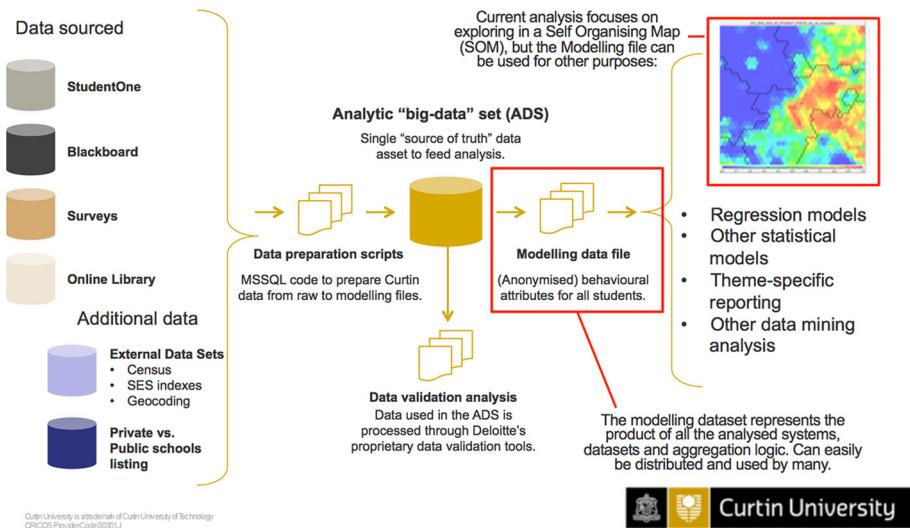 Data sourced
StudentOne
Blackboard
Surveys
Online Library
Additional data
External Data Sets
• Census
• SES indexes
• Geocoding
Private vs.
Public schools
listing
Data preparation scripts
MSSQL code to prepare Curtin
data from raw to modelling files.
Analytic “big-data” set (ADS)
Single “source of truth” data
asset to feed analysis.
Data validation analysis
Data used in the ADS is
processed through Deloitte’s
proprietary data validation tools.
Modelling data file
(Anonymised) behavioural
attributes for all students.
Current analysis focuses on
exploring in a Self Organising Map
(SOM), but the Modelling file can
be used for other purposes:
• Regression models
• Other statistical
models
• Theme-specific
reporting
• Other data mining
analysis
The modelling dataset represents the
product of all the analysed systems,
datasets and aggregation logic. Can easily
be distributed and used by many.
Curtin University is a trademark of Curtin University of Technology
CRICOS Provider Code 00301J
Curtin University